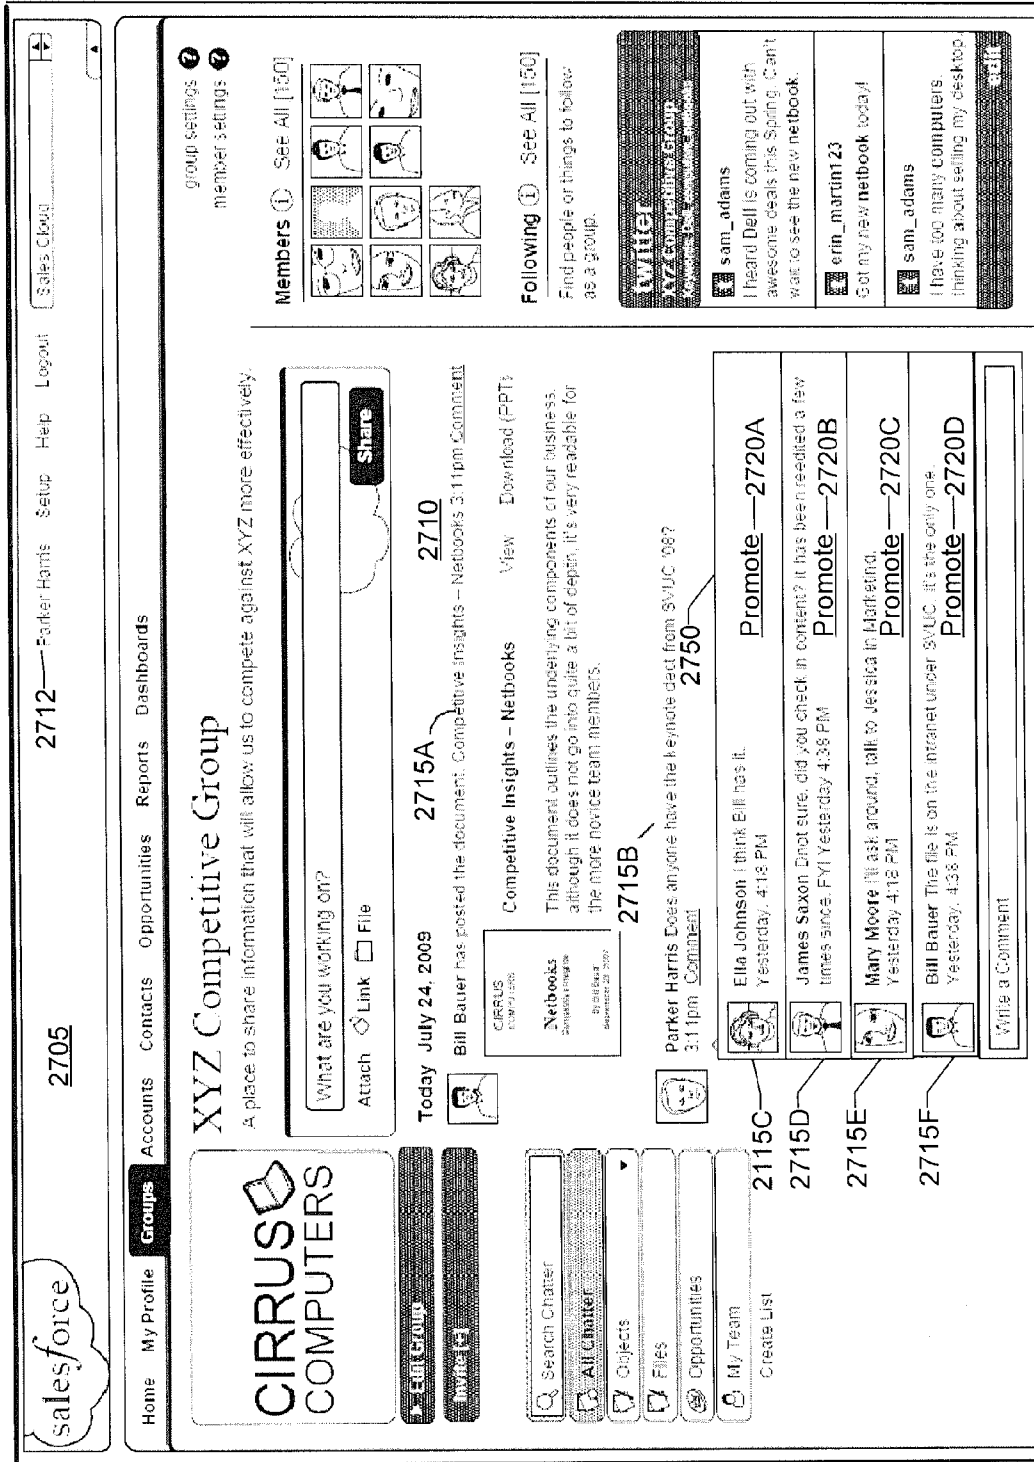 salesforce
2705
2712
Parker Harris Setup Help Logout
Sales Cloud
Home My Profile Groups Accounts Contacts Opportunities Reports Dashboards
CIRRUS
COMPUTERS
Edit Group
Search Chatter
All Chatter
Objects
Files
Opportunities
My Team
Create List
XYZ Competitive Group
A place to share information that will allow us to compete against XYZ more effectively.
What are you working on?
Attach Link File
Share
Today July 24, 2009
2715A
2710
Bill Bauer has posted the document. Competitive Insights – Netbooks 3:11pm Comment
CIRRUS
COMPUTERS
Netbooks
Competitive Insights – Netbooks
View Download (PPT)
This document outlines the underlying components of our business.
although it does not go into quite a bit of depth, it's very readable for
the more novice team members.
2715B
Parker Harris Does anyone have the keynote dect from SVUC '08?
3:11pm Comment
2750
2115C
Ella Johnson I think Bill has it.
Yesterday, 4:18 PM
Promote 2720A
2715D
James Saxon Dnot sure, did you check in content? It has been reedited a few
times since. FYI Yesterday 4:38 PM
Promote 2720B
2715E
Mary Moore I'll ask around, talk to Jessica in Marketing.
Yesterday 4:18 PM
Promote 2720C
2715F
Bill Bauer The file is on the intranet under SVUC. It's the only one.
Yesterday, 4:38 PM
Promote 2720D
Write a Comment
group settings ?
member settings ?
Members i See All [150]
Following i See All [150]
Find people or things to follow
as a group.
twitter
XYZ Competitive Group
sam_adams
I heard Dell is coming out with
awesome deals this Spring. Can't
wait to see the new netbook.
erin_martin123
Got my new netbook today!
sam_adams
I have too many computers.
thinking about selling my desktop.
edit